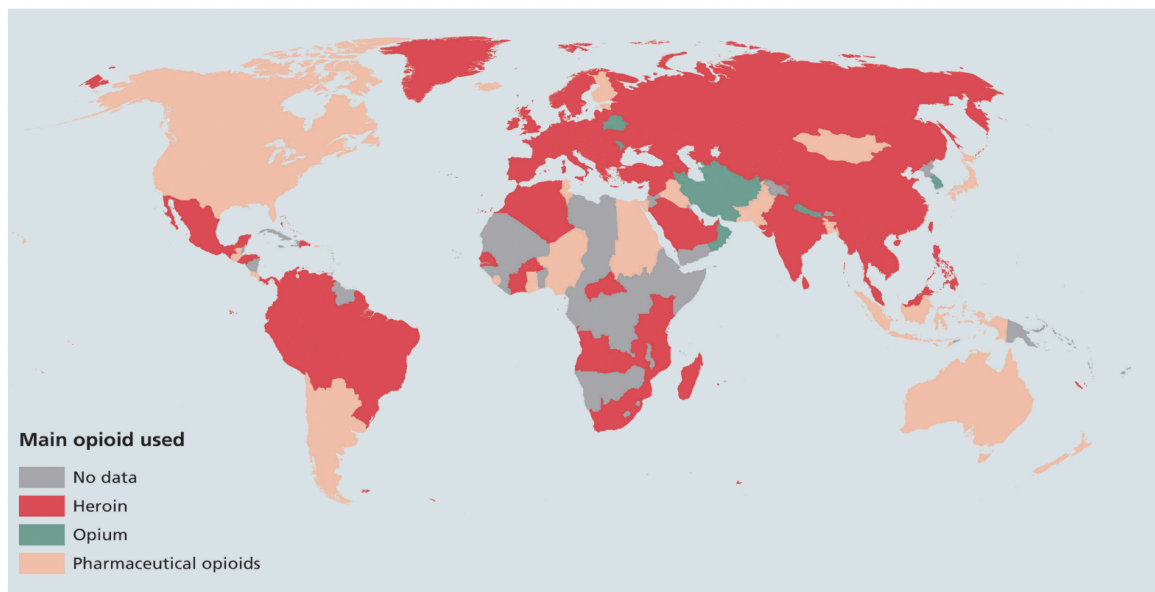 Main opioid used
No data
Heroin
Opium
Pharmaceutical opioids